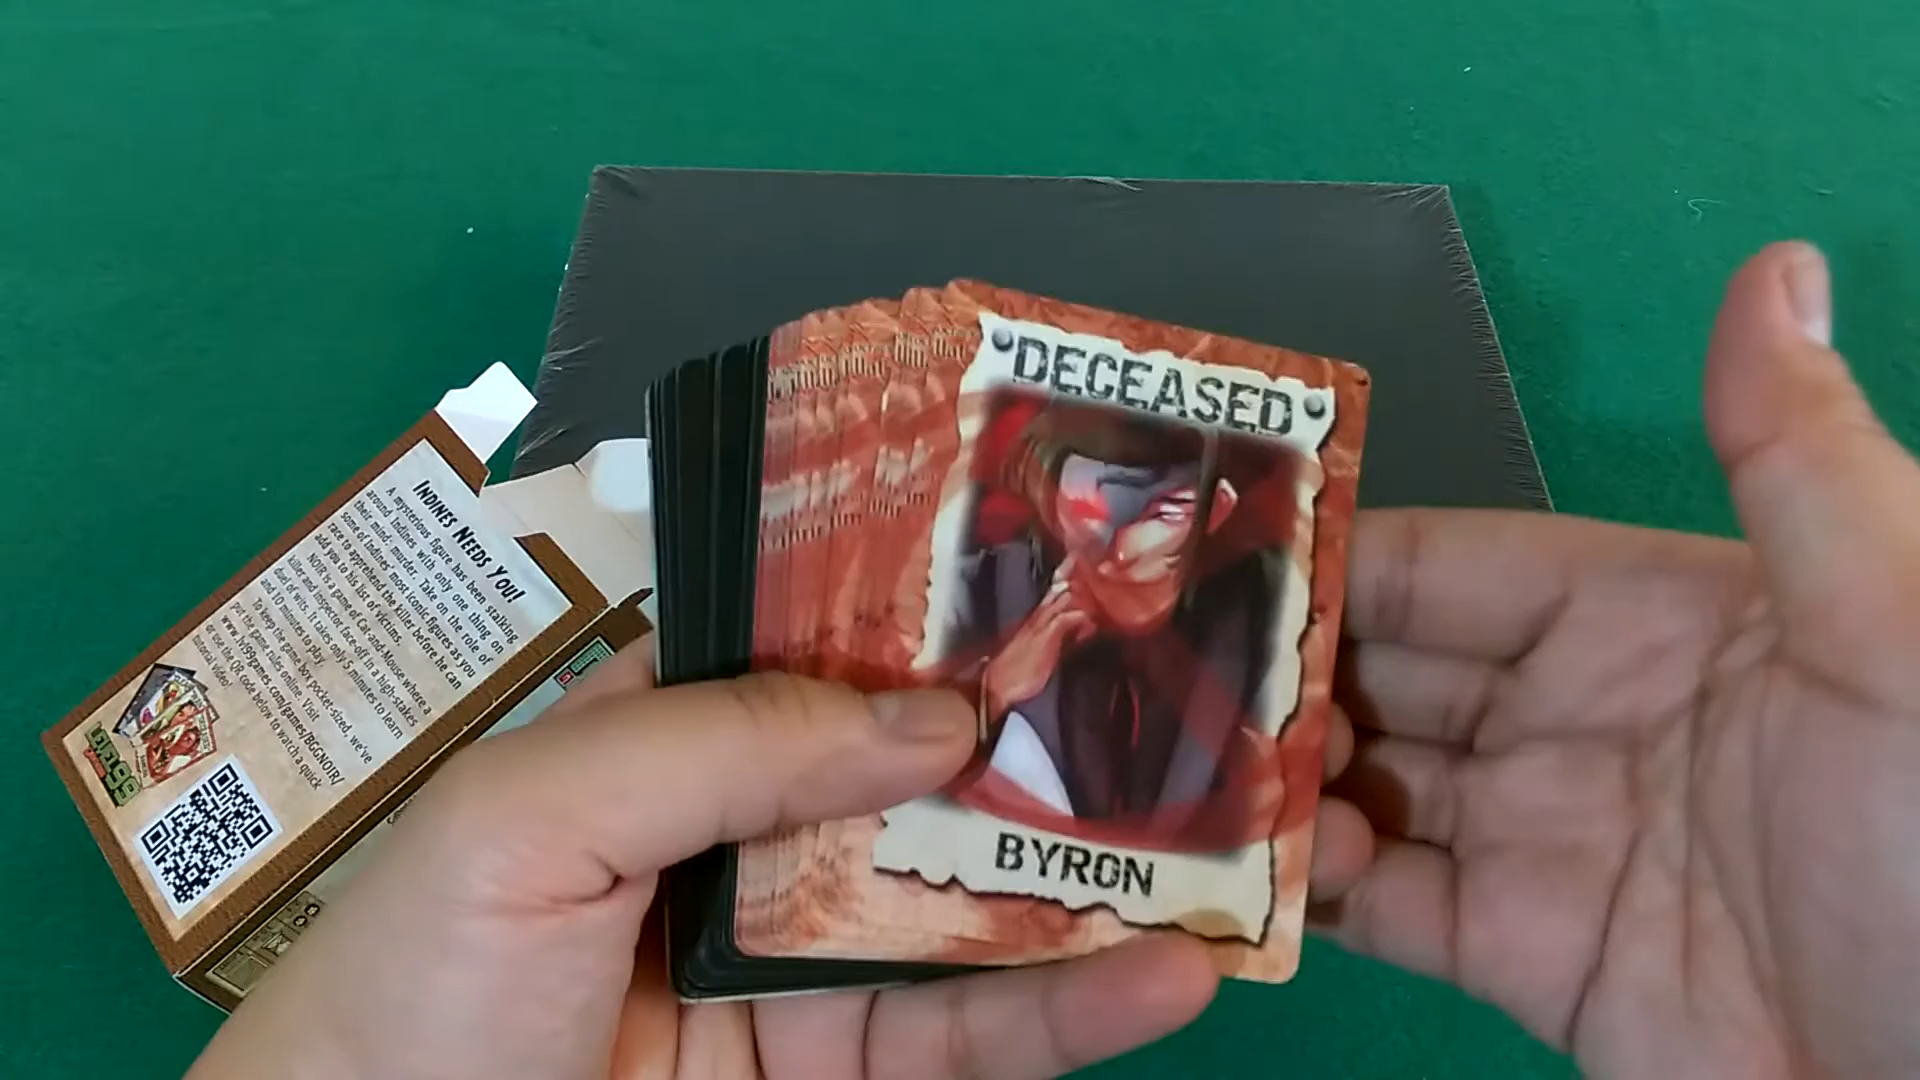 INDINES NEEDS YOU!
A mysterious figure has been stalking
around Indines with only one thing on
their mind: murder. Take on the role of
some of Indines' most iconic figures as you
race to apprehend the killer before he can
add you to his list of victims.
NOIR is a game of Cat-and-Mouse where a
killer and inspector face-off in a high-stakes
duel of wits. It takes only 5 minutes to learn
and 10 minutes to play.
To keep the game box pocket-sized, we've
put the game rules online. Visit
www.lvl99games.com/games/BGGNOIR/
or use the QR code below to watch a quick
tutorial video!
DECEASED
BYRON